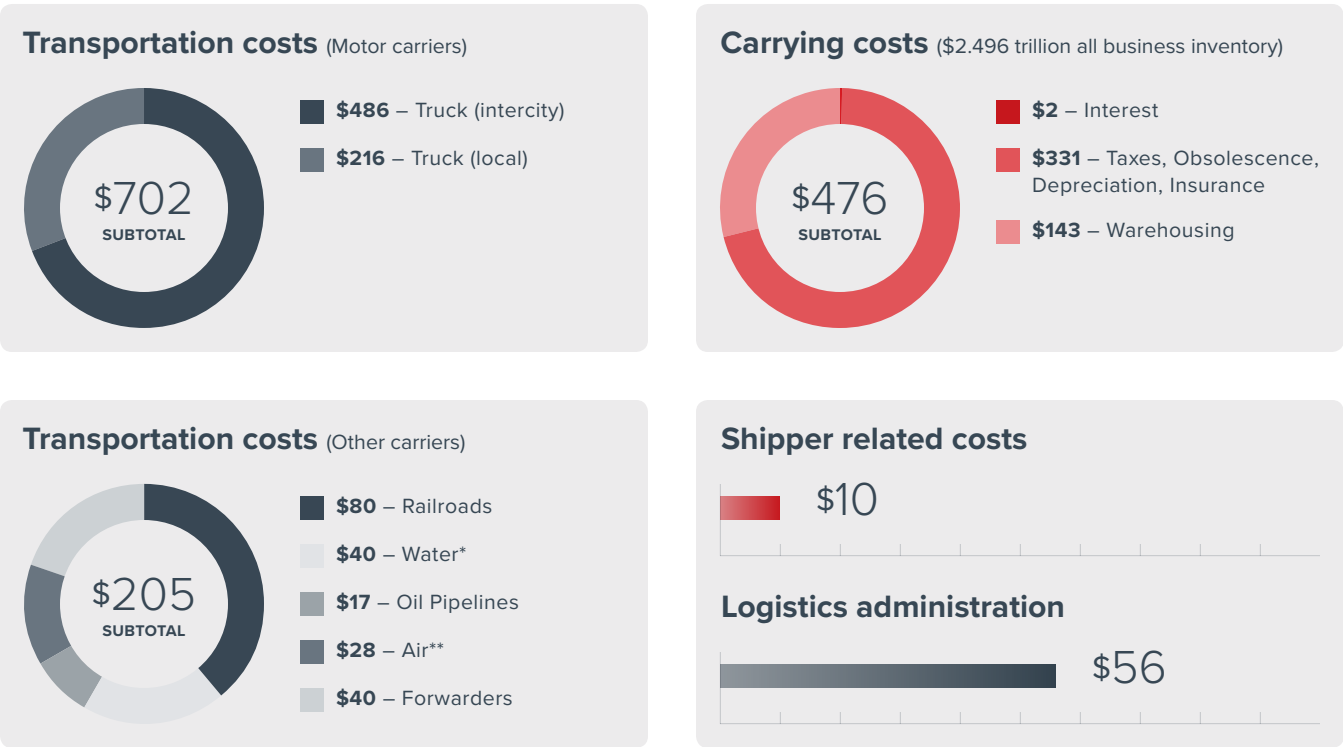 Transportation costs (Motor carriers)
$702
SUBTOTAL
$486 – Truck (intercity)
$216 – Truck (local)
Carrying costs ($2.496 trillion all business inventory)
$476
SUBTOTAL
$2 – Interest
$331 – Taxes, Obsolescence,
Depreciation, Insurance
$143 – Warehousing
Transportation costs (Other carriers)
$205
SUBTOTAL
$80 – Railroads
$40 – Water*
$17 – Oil Pipelines
$28 – Air**
$40 – Forwarders
Shipper related costs
$10
Logistics administration
$56